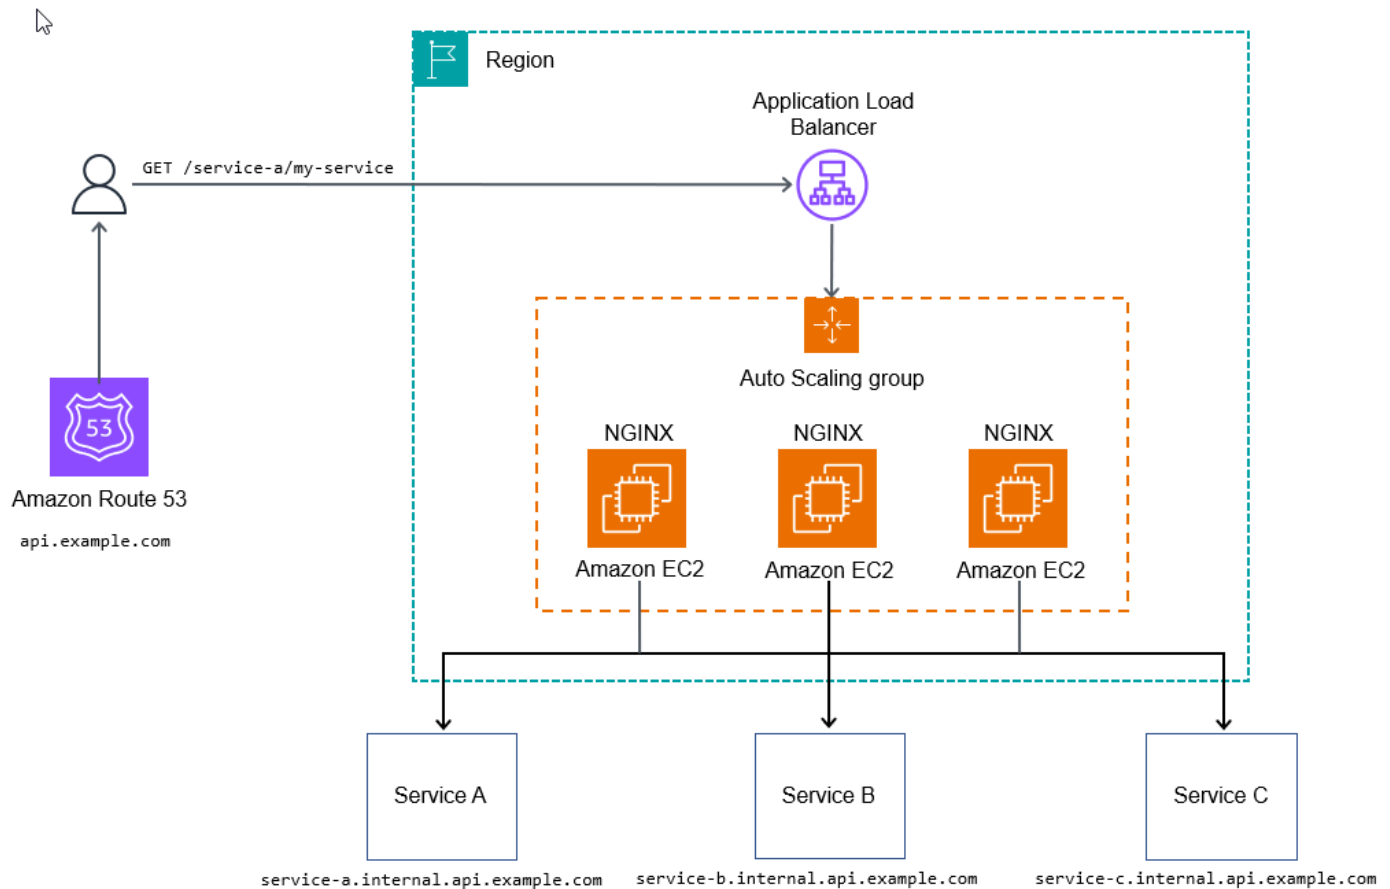 Region
Application Load
Balancer
GET /service-a/my-service
53
Amazon Route 53
api.example.com
Auto Scaling group
NGINX
NGINX
NGINX
Amazon EC2
Amazon EC2
Amazon EC2
Service A
Service B
Service C
service-a.internal.api.example.com
service-b.internal.api.example.com
service-c.internal.api.example.com